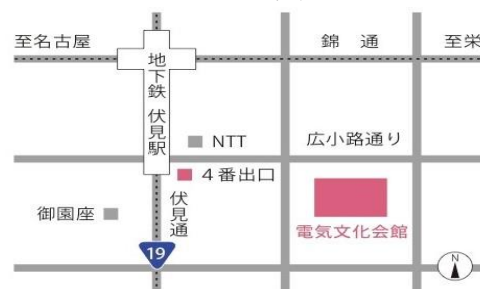 至名古屋
錦通
至栄
地下鉄 伏見駅
NTT
広小路通り
4番出口
御園座
伏見通
電気文化会館
19
N